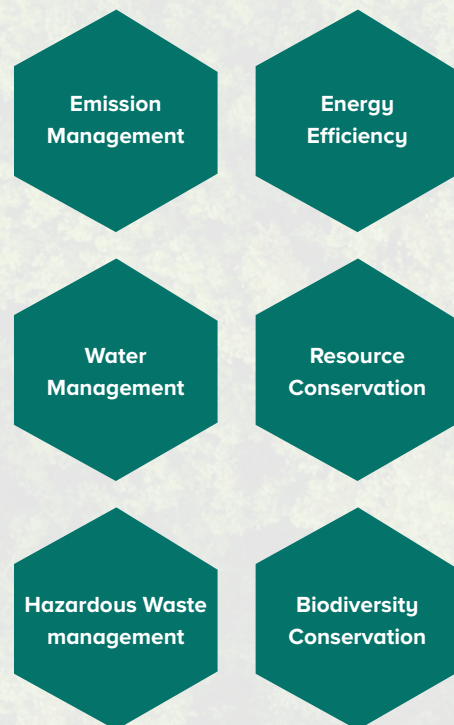 Emission
Management
Energy
Efficiency
Water
Management
Resource
Conservation
Hazardous Waste
management
Biodiversity
Conservation